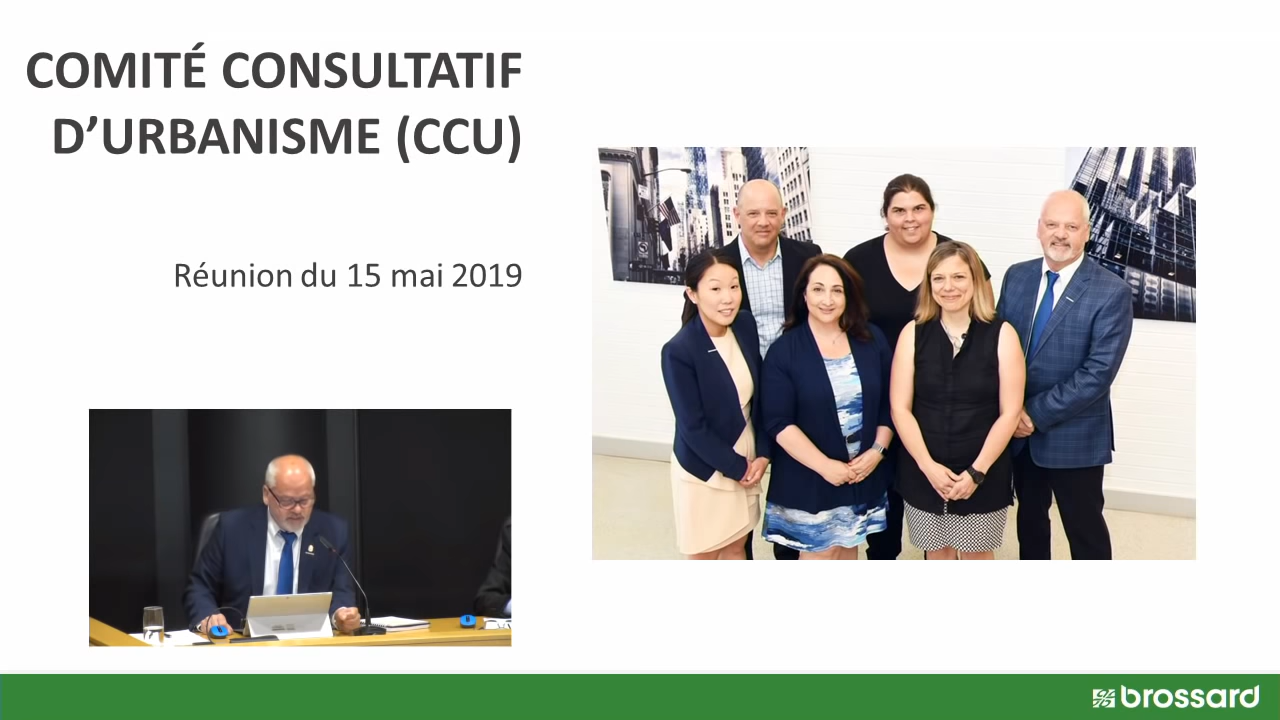 COMITÉ CONSULTATIF
D’URBANISME (CCU)
Réunion du 15 mai 2019
brossard